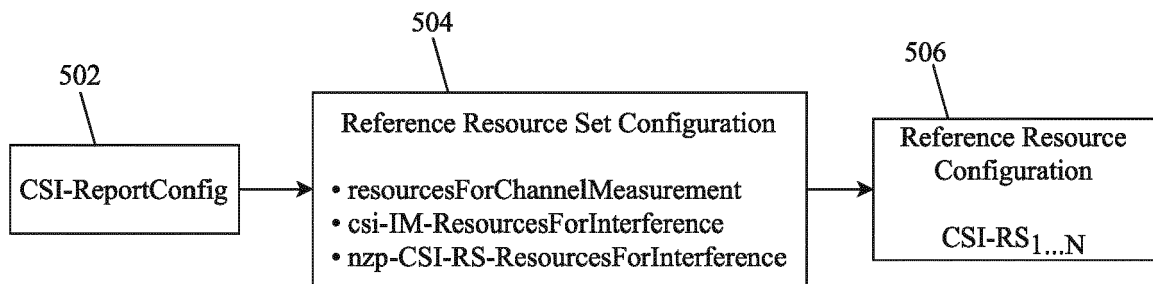 502
CSI-ReportConfig
504
Reference Resource Set Configuration
• resourcesForChannelMeasurement
• csi-IM-ResourcesForInterference
• nzp-CSI-RS-ResourcesForInterference
506
Reference Resource
Configuration
CSI-RS1...N